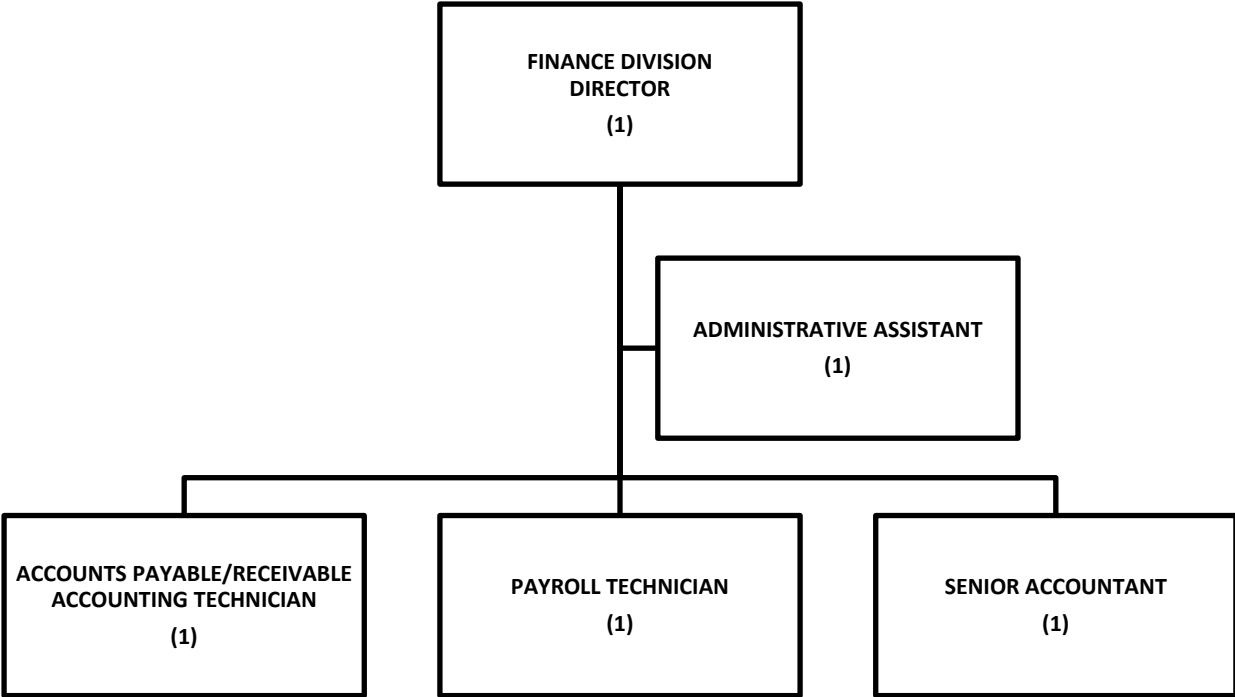 FINANCE DIVISION
DIRECTOR
(1)
ADMINISTRATIVE ASSISTANT
(1)
ACCOUNTS PAYABLE/RECEIVABLE
ACCOUNTING TECHNICIAN
(1)
PAYROLL TECHNICIAN
(1)
SENIOR ACCOUNTANT
(1)